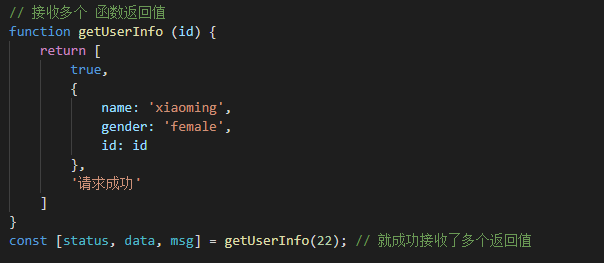 // 接收多个 函数返回值
function getUserInfo (id) {
    return [
        true,
        {
            name: 'xiaoming',
            gender: 'female',
            id: id
        },
        '请求成功'
    ]
}
const [status, data, msg] = getUserInfo(22); // 就成功接收了多个返回值